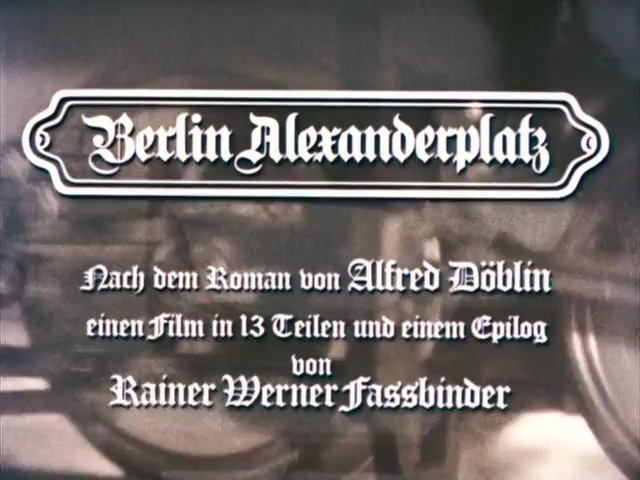 Berlin Alexanderplatz
Nach dem Roman von Alfred Döblin
einen Film in 13 Teilen und einem Epilog
von
Rainer Werner Fassbinder